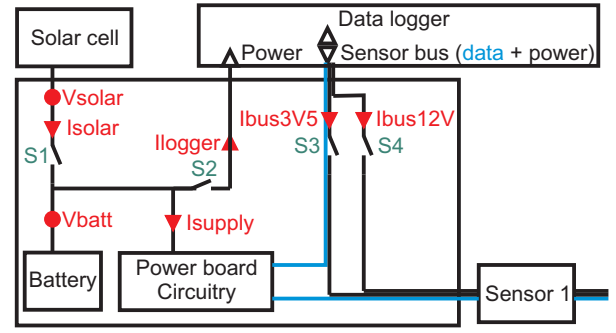 Data logger
Solar cell
Power
Sensor bus (data + power)
Vsolar
Isolar
Ilogger
Ibus3V5
Ibus12V
S1
S2
S3
S4
Vbatt
Isupply
Battery
Power board
Circuitry
Sensor 1